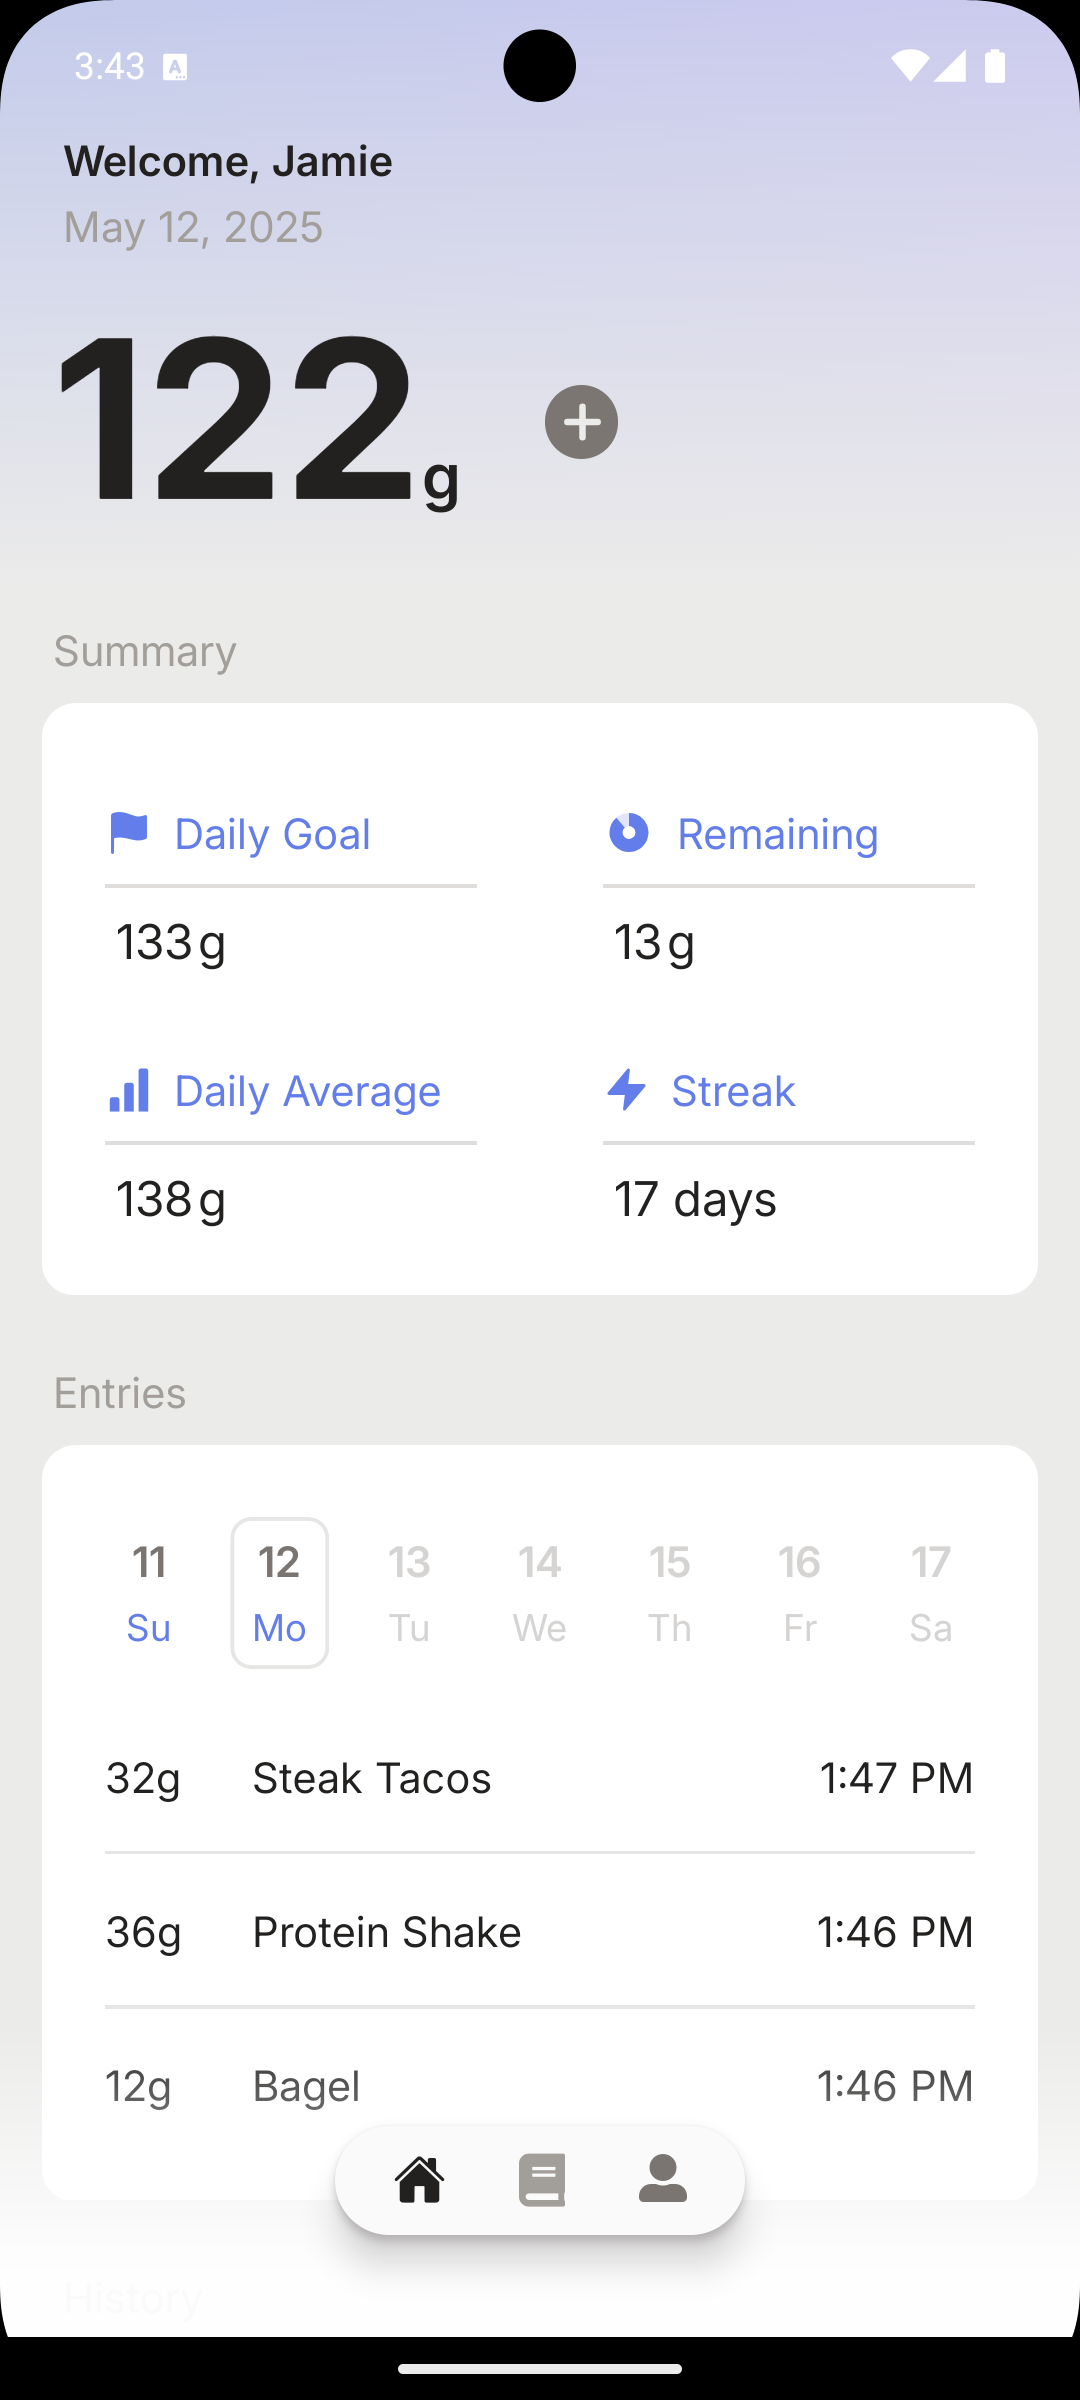 3:43
Welcome, Jamie
May 12, 2025
122 g
Summary
Daily Goal Remaining
133 g 13 g
Daily Average Streak
138 g 17 days
Entries
11 12 13 14 15 16 17
Su Mo Tu We Th Fr Sa
32g Steak Tacos 1:47 PM
36g Protein Shake 1:46 PM
12g Bagel 1:46 PM
History